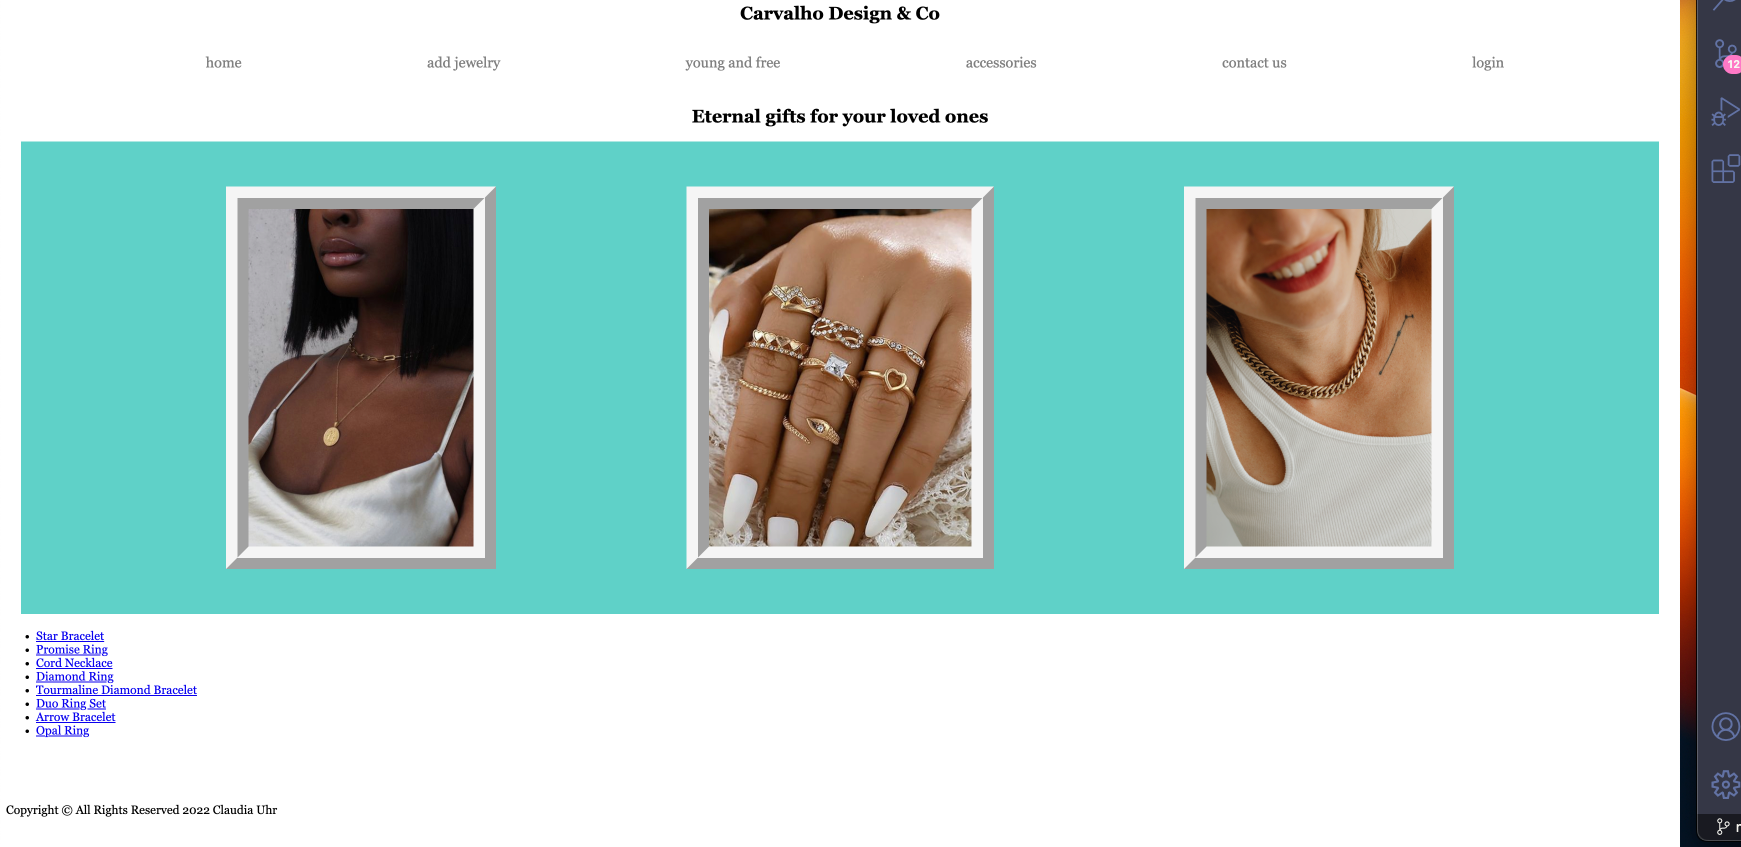 Carvalho Design & Co
home add jewelry young and free accessories contact us login
Eternal gifts for your loved ones
Star Bracelet
Promise Ring
Cord Necklace
Diamond Ring
Tourmaline Diamond Bracelet
Duo Ring Set
Arrow Bracelet
Opal Ring
Copyright © All Rights Reserved 2022 Claudia Uhr
12